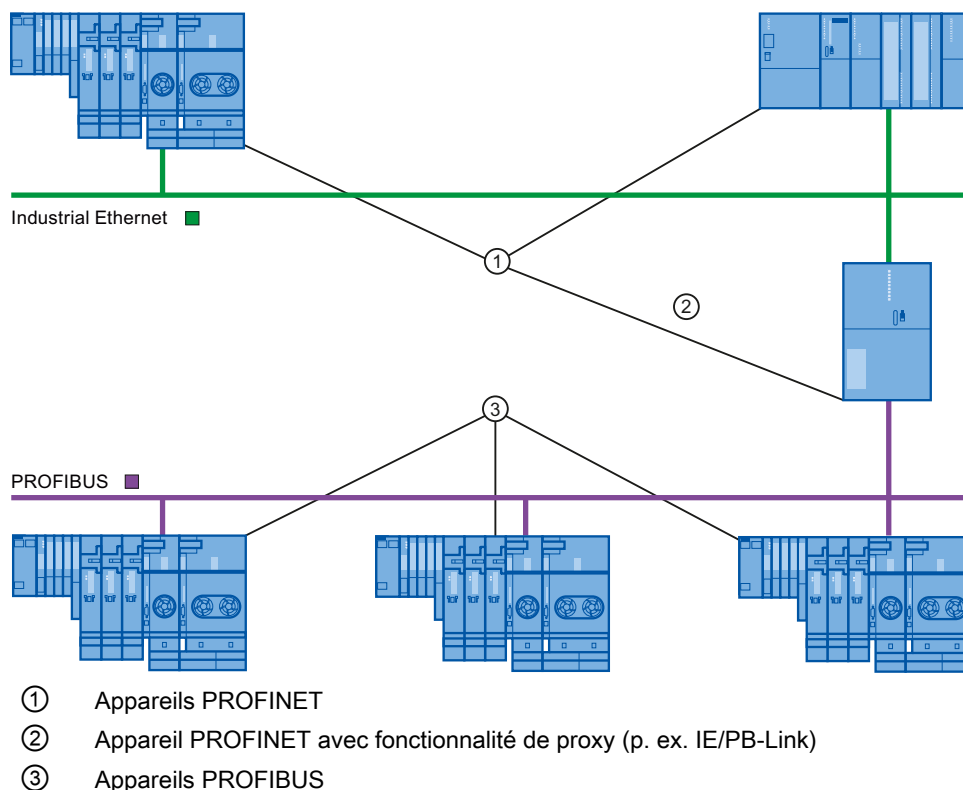 Industrial Ethernet
1
2
3
PROFIBUS
① Appareils PROFINET
② Appareil PROFINET avec fonctionnalité de proxy (p. ex. IE/PB-Link)
③ Appareils PROFIBUS